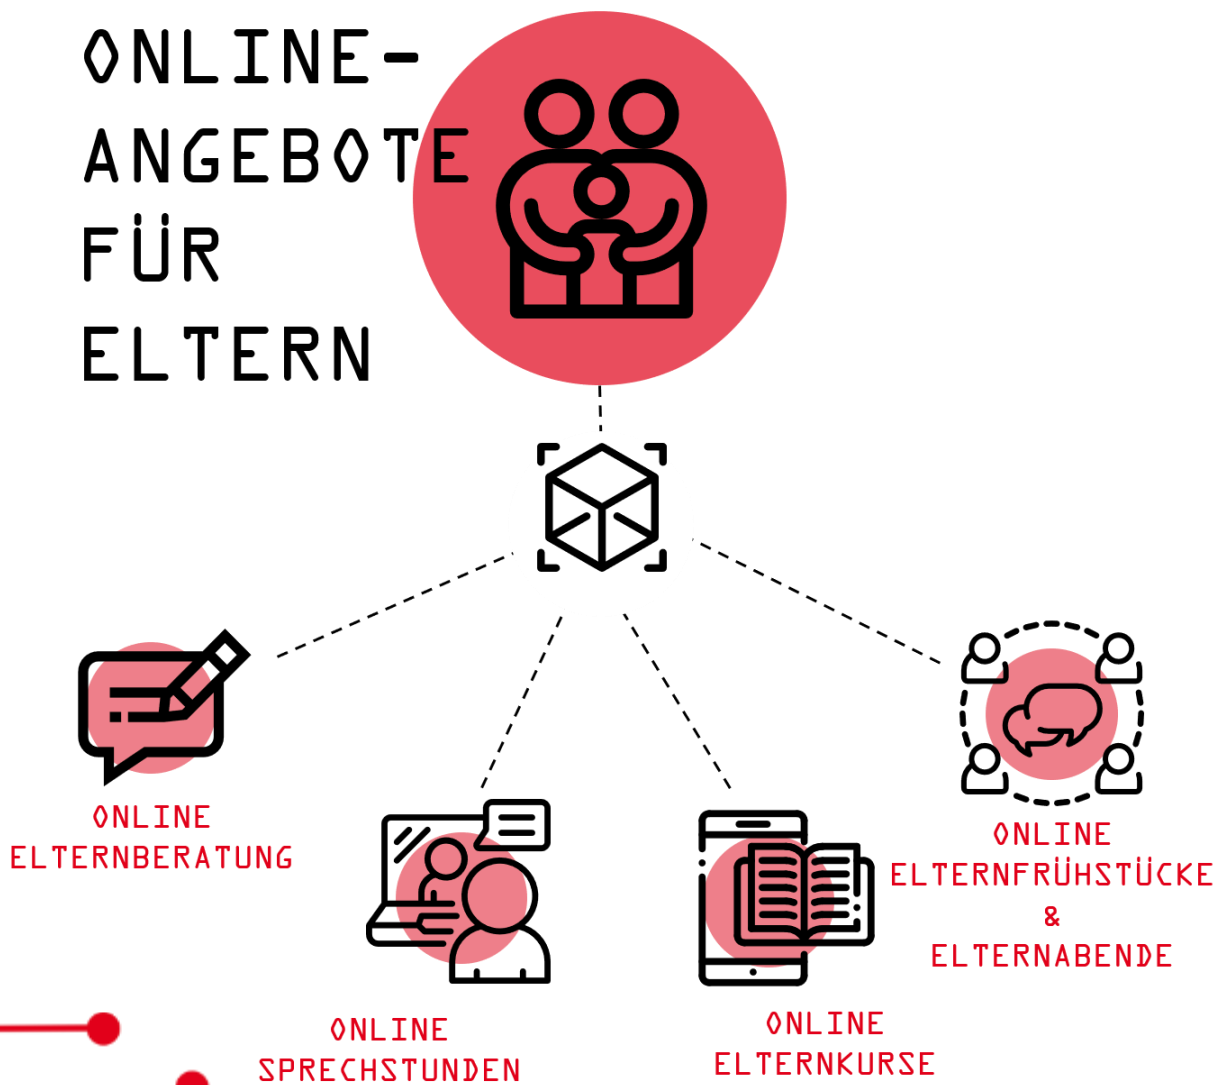 ONLINE-
ANGEBOTE
FÜR
ELTERN
ONLINE
ELTERNBERATUNG
ONLINE
SPRECHSTUNDEN
ONLINE
ELTERNKURSE
ONLINE
ELTERNFRÜHSTÜCKE
&
ELTERNABENDE